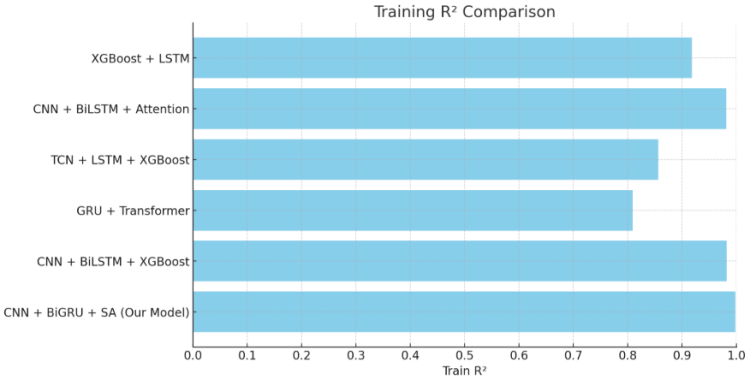 Training R² Comparison
XGBoost + LSTM
CNN + BiLSTM + Attention
TCN + LSTM + XGBoost
GRU + Transformer
CNN + BiLSTM + XGBoost
CNN + BiGRU + SA (Our Model)
0.0 0.1 0.2 0.3 0.4 0.5 0.6 0.7 0.8 0.9 1.0
Train R²